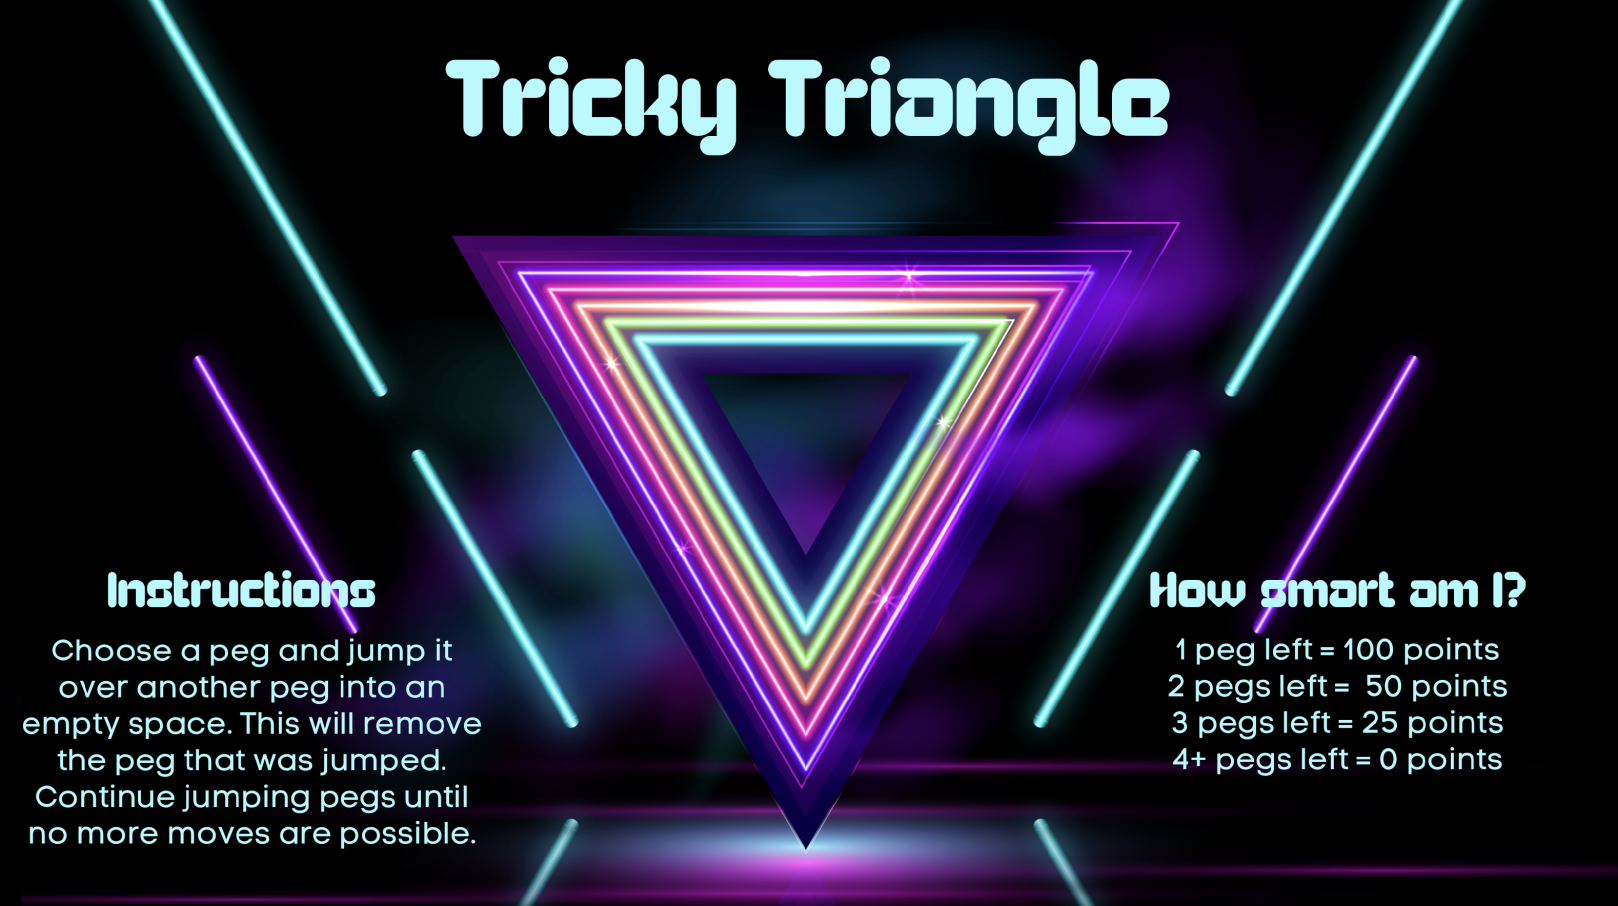 Tricky Triangle
Instructions
Choose a peg and jump it
over another peg into an
empty space. This will remove
the peg that was jumped.
Continue jumping pegs until
no more moves are possible.
How smart am I?
1 peg left = 100 points
2 pegs left = 50 points
3 pegs left = 25 points
4+ pegs left = 0 points